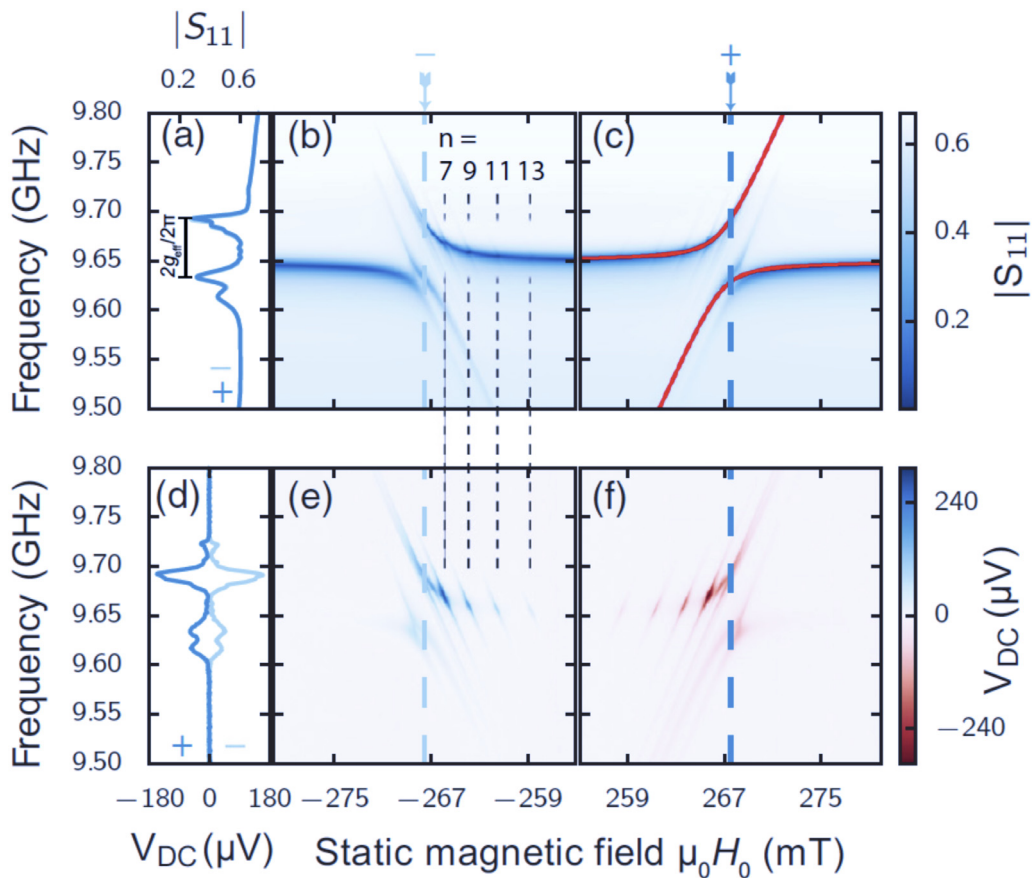 |S₁₁|
0.2 0.6
− +
9.80
9.75
9.70
9.65
9.60
9.55
9.50
Frequency (GHz)
(a) (b) (c)
n =
7 9 11 13
2g_eff/2π
−
+
0.6
0.4
0.2
|S₁₁|
9.80
9.75
9.70
9.65
9.60
9.55
9.50
Frequency (GHz)
(d) (e) (f)
+ −
240
0
−240
V_DC (µV)
−180 0 180 −275 −267 −259 259 267 275
V_DC (µV) Static magnetic field µ₀H₀ (mT)